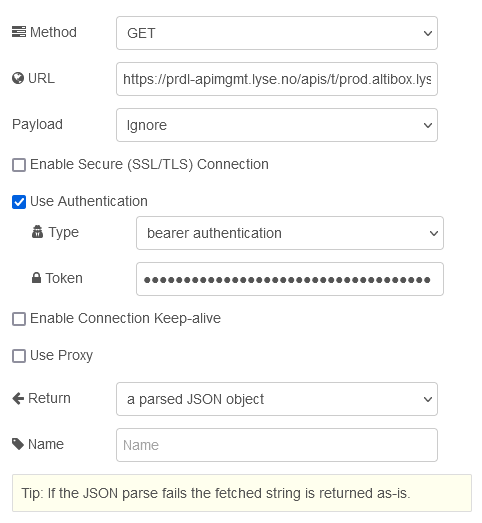 Method GET
URL https://prdl-apimgmt.lyse.no/apis/t/prod.altibox.lys
Payload Ignore
Enable Secure (SSL/TLS) Connection
Use Authentication
Type bearer authentication
Token ••••••••••••••••••••••••••••••••••••
Enable Connection Keep-alive
Use Proxy
Return a parsed JSON object
Name Name
Tip: If the JSON parse fails the fetched string is returned as-is.